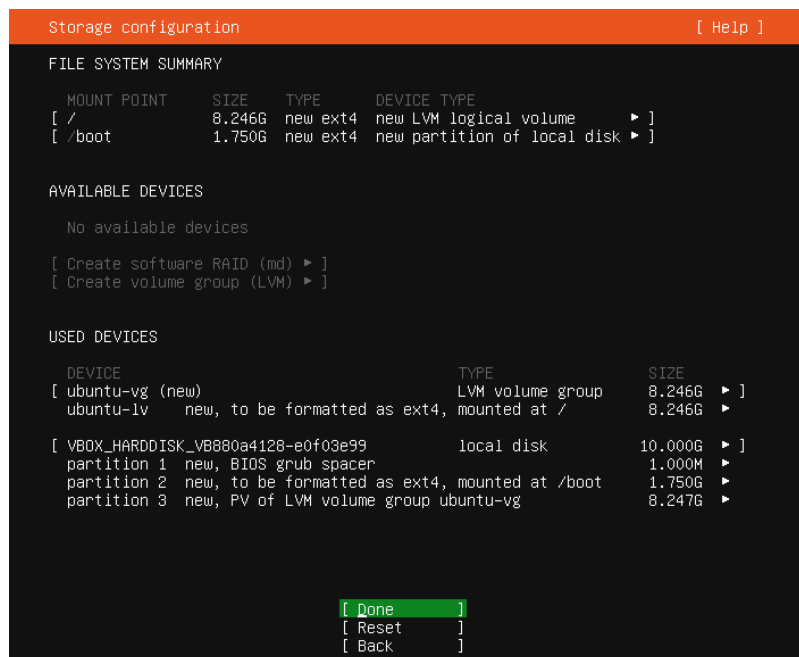 Storage configuration [ Help ]
FILE SYSTEM SUMMARY
MOUNT POINT SIZE TYPE DEVICE TYPE
[ / 8.246G new ext4 new LVM logical volume ▸ ]
[ /boot 1.750G new ext4 new partition of local disk ▸ ]
AVAILABLE DEVICES
No available devices
[ Create software RAID (md) ▸ ]
[ Create volume group (LVM) ▸ ]
USED DEVICES
DEVICE TYPE SIZE
[ ubuntu-vg (new) LVM volume group 8.246G ▸ ]
ubuntu-lv new, to be formatted as ext4, mounted at / 8.246G ▸
[ VBOX_HARDDISK_VB880a4128-e0f03e99 local disk 10.000G ▸ ]
partition 1 new, BIOS grub spacer 1.000M ▸
partition 2 new, to be formatted as ext4, mounted at /boot 1.750G ▸
partition 3 new, PV of LVM volume group ubuntu-vg 8.247G ▸
[ Done ]
[ Reset ]
[ Back ]